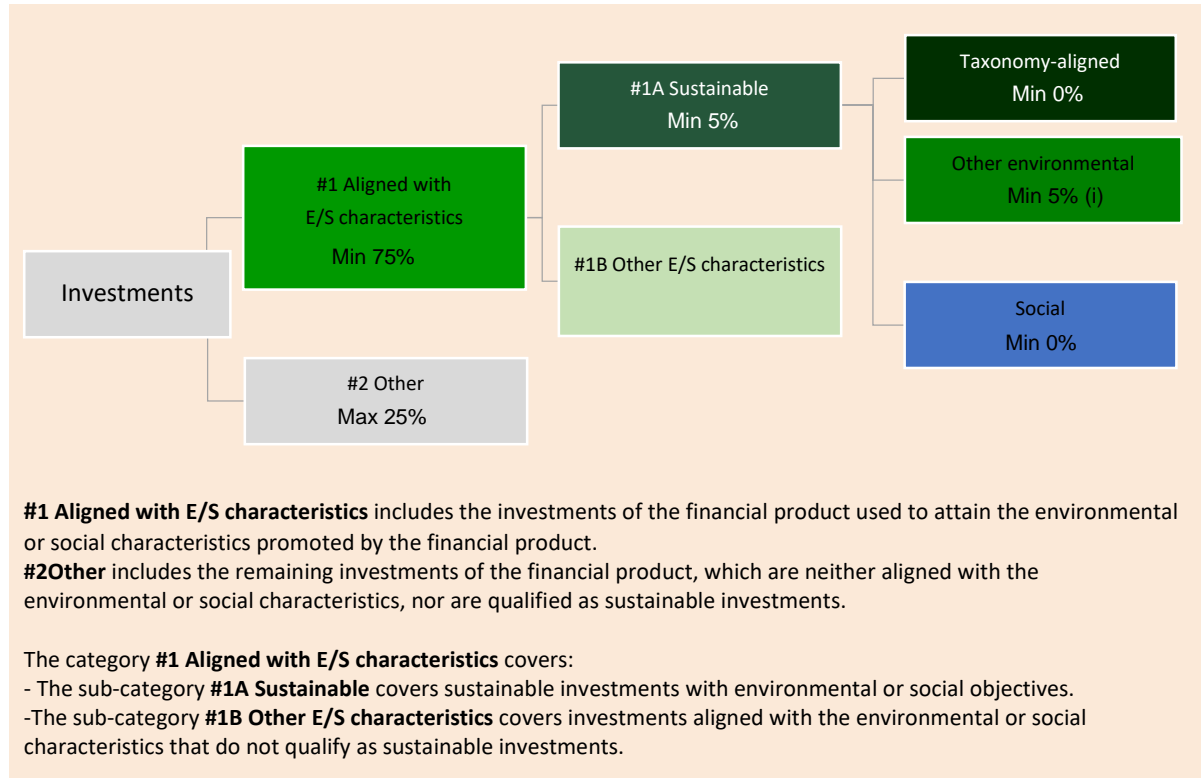 Investments
#1 Aligned with
E/S characteristics
Min 75%
#2 Other
Max 25%
#1A Sustainable
Min 5%
#1B Other E/S characteristics
Taxonomy-aligned
Min 0%
Other environmental
Min 5% (i)
Social
Min 0%
#1 Aligned with E/S characteristics includes the investments of the financial product used to attain the environmental
or social characteristics promoted by the financial product.
#2Other includes the remaining investments of the financial product, which are neither aligned with the
environmental or social characteristics, nor are qualified as sustainable investments.
The category #1 Aligned with E/S characteristics covers:
- The sub-category #1A Sustainable covers sustainable investments with environmental or social objectives.
-The sub-category #1B Other E/S characteristics covers investments aligned with the environmental or social
characteristics that do not qualify as sustainable investments.